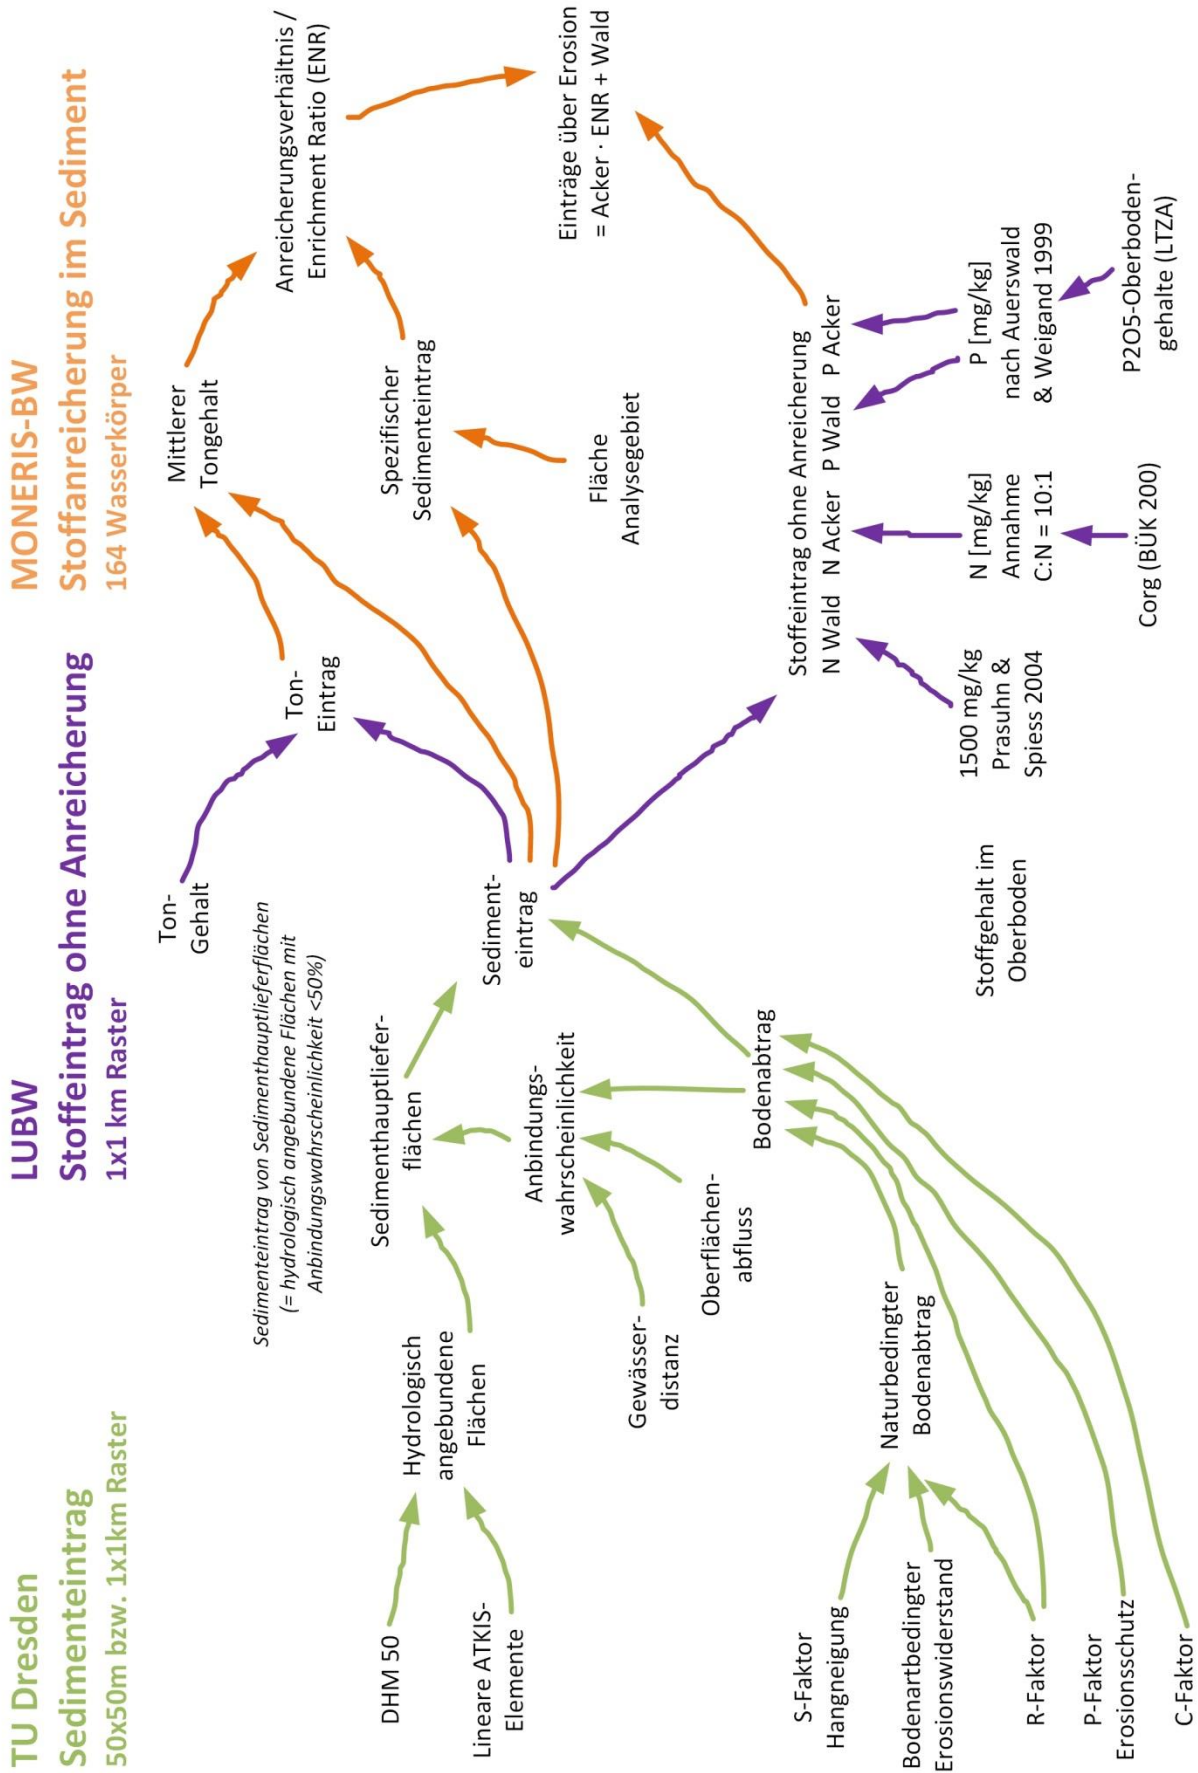 TU Dresden
Sedimenteintrag
50x50m bzw. 1x1km Raster
LUBW
Stoffeintrag ohne Anreicherung
1x1 km Raster
MONERIS-BW
Stoffanreicherung im Sediment
164 Wasserkörper
DHM 50
Lineare ATKIS-
Elemente
Hydrologisch
angebundene
Flächen
Sedimenteintrag von Sedimenthauptlieferflächen
(= hydrologisch angebundene Flächen mit
Anbindungswahrscheinlichkeit <50%)
Sedimenthauptliefer-
flächen
Anbindungs-
wahrscheinlichkeit
Gewässer-
distanz
Oberflächen-
abfluss
Bodenabtrag
Naturbedingter
Bodenabtrag
S-Faktor
Hangneigung
Bodenartbedingter
Erosionswiderstand
R-Faktor
P-Faktor
Erosionsschutz
C-Faktor
Ton-
Gehalt
Sediment-
eintrag
Ton-
Eintrag
Stoffgehalt im
Oberboden
Mittlerer
Tongehalt
Spezifischer
Sedimenteintrag
Fläche
Analysegebiet
Anreicherungsverhältnis /
Enrichment Ratio (ENR)
Einträge über Erosion
= Acker · ENR + Wald
Stoffeintrag ohne Anreicherung
N Wald N Acker P Wald P Acker
1500 mg/kg
Prasuhn &
Spiess 2004
N [mg/kg]
Annahme
C:N = 10:1
Corg (BÜK 200)
P [mg/kg]
nach Auerswald
& Weigand 1999
P2O5-Oberboden-
gehalte (LTZA)